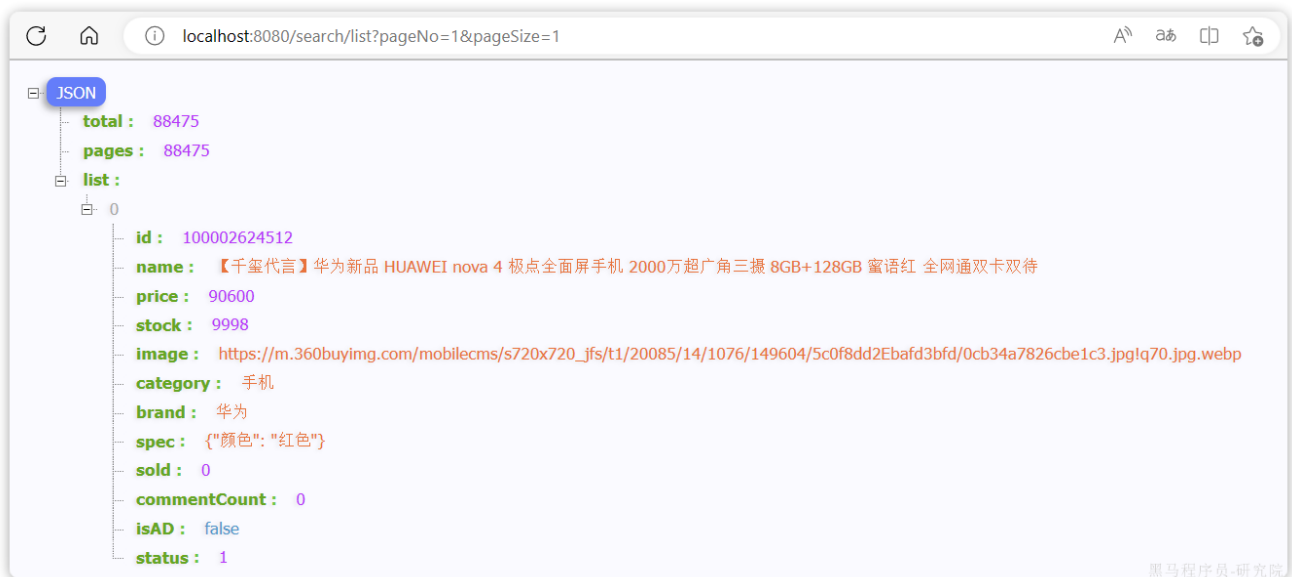 localhost:8080/search/list?pageNo=1&pageSize=1
JSON
total : 88475
pages : 88475
list :
0
id : 100002624512
name : 【千玺代言】华为新品 HUAWEI nova 4 极点全面屏手机 2000万超广角三摄 8GB+128GB 蜜语红 全网通双卡双待
price : 90600
stock : 9998
image : https://m.360buyimg.com/mobilecms/s720x720_jfs/t1/20085/14/1076/149604/5c0f8dd2Ebafd3bfd/0cb34a7826cbe1c3.jpg!q70.jpg.webp
category : 手机
brand : 华为
spec : {"颜色": "红色"}
sold : 0
commentCount : 0
isAD : false
status : 1
黑马程序员-研究院